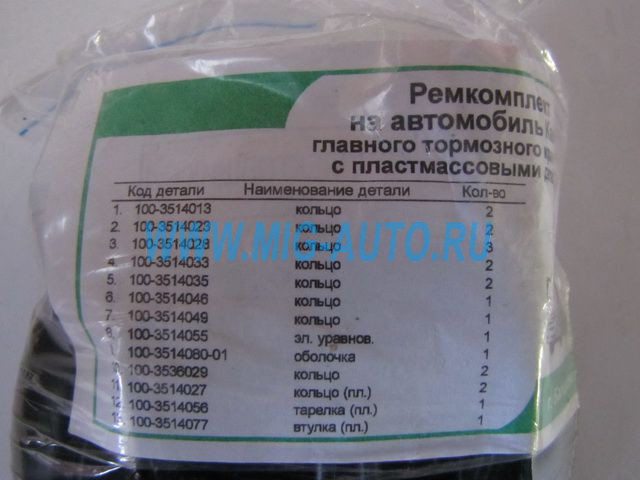 Ремкомплект
на автомобиль
главного тормозного
с пластмассовыми
Код детали Наименование детали Кол-во
1. 100-3514013 кольцо 2
2. 100-3514023 кольцо 2
3. 100-3514028 кольцо 3
4. 100-3514033 кольцо 2
5. 100-3514035 кольцо 2
6. 100-3514046 кольцо 1
7. 100-3514049 кольцо 1
8. 100-3514055 эл. уравнов. 1
100-3514080-01 оболочка 1
100-3536029 кольцо 2
100-3514027 кольцо (пл.) 2
100-3514056 тарелка (пл.) 1
100-3514077 втулка (пл.) 1
WWW.MIG-AUTO.RU